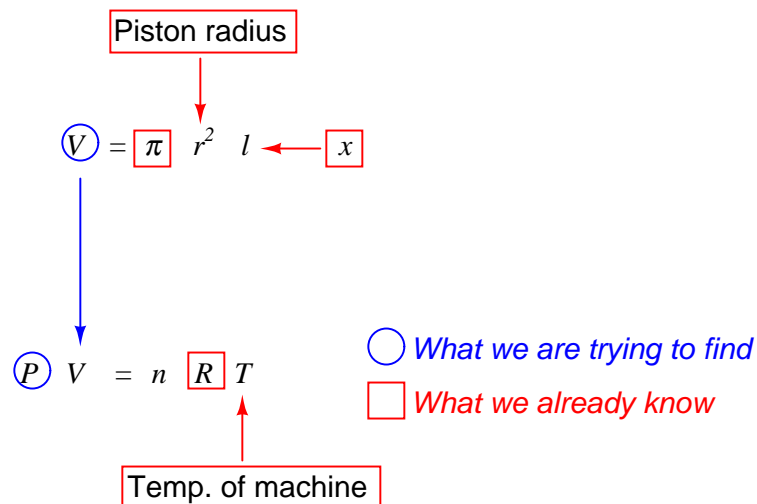 Piston radius
V = π r² l x
P V = n R T
What we are trying to find
What we already know
Temp. of machine